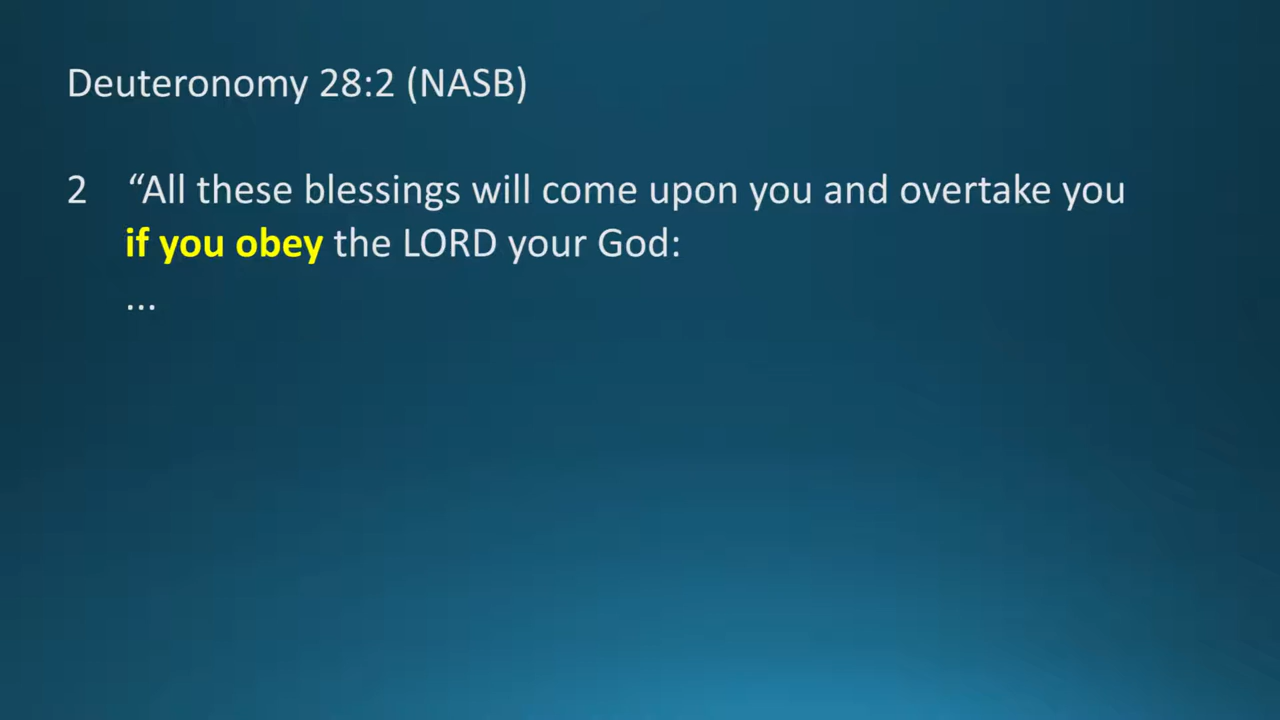 Deuteronomy 28:2 (NASB)
2 “All these blessings will come upon you and overtake you
if you obey the LORD your God:
...